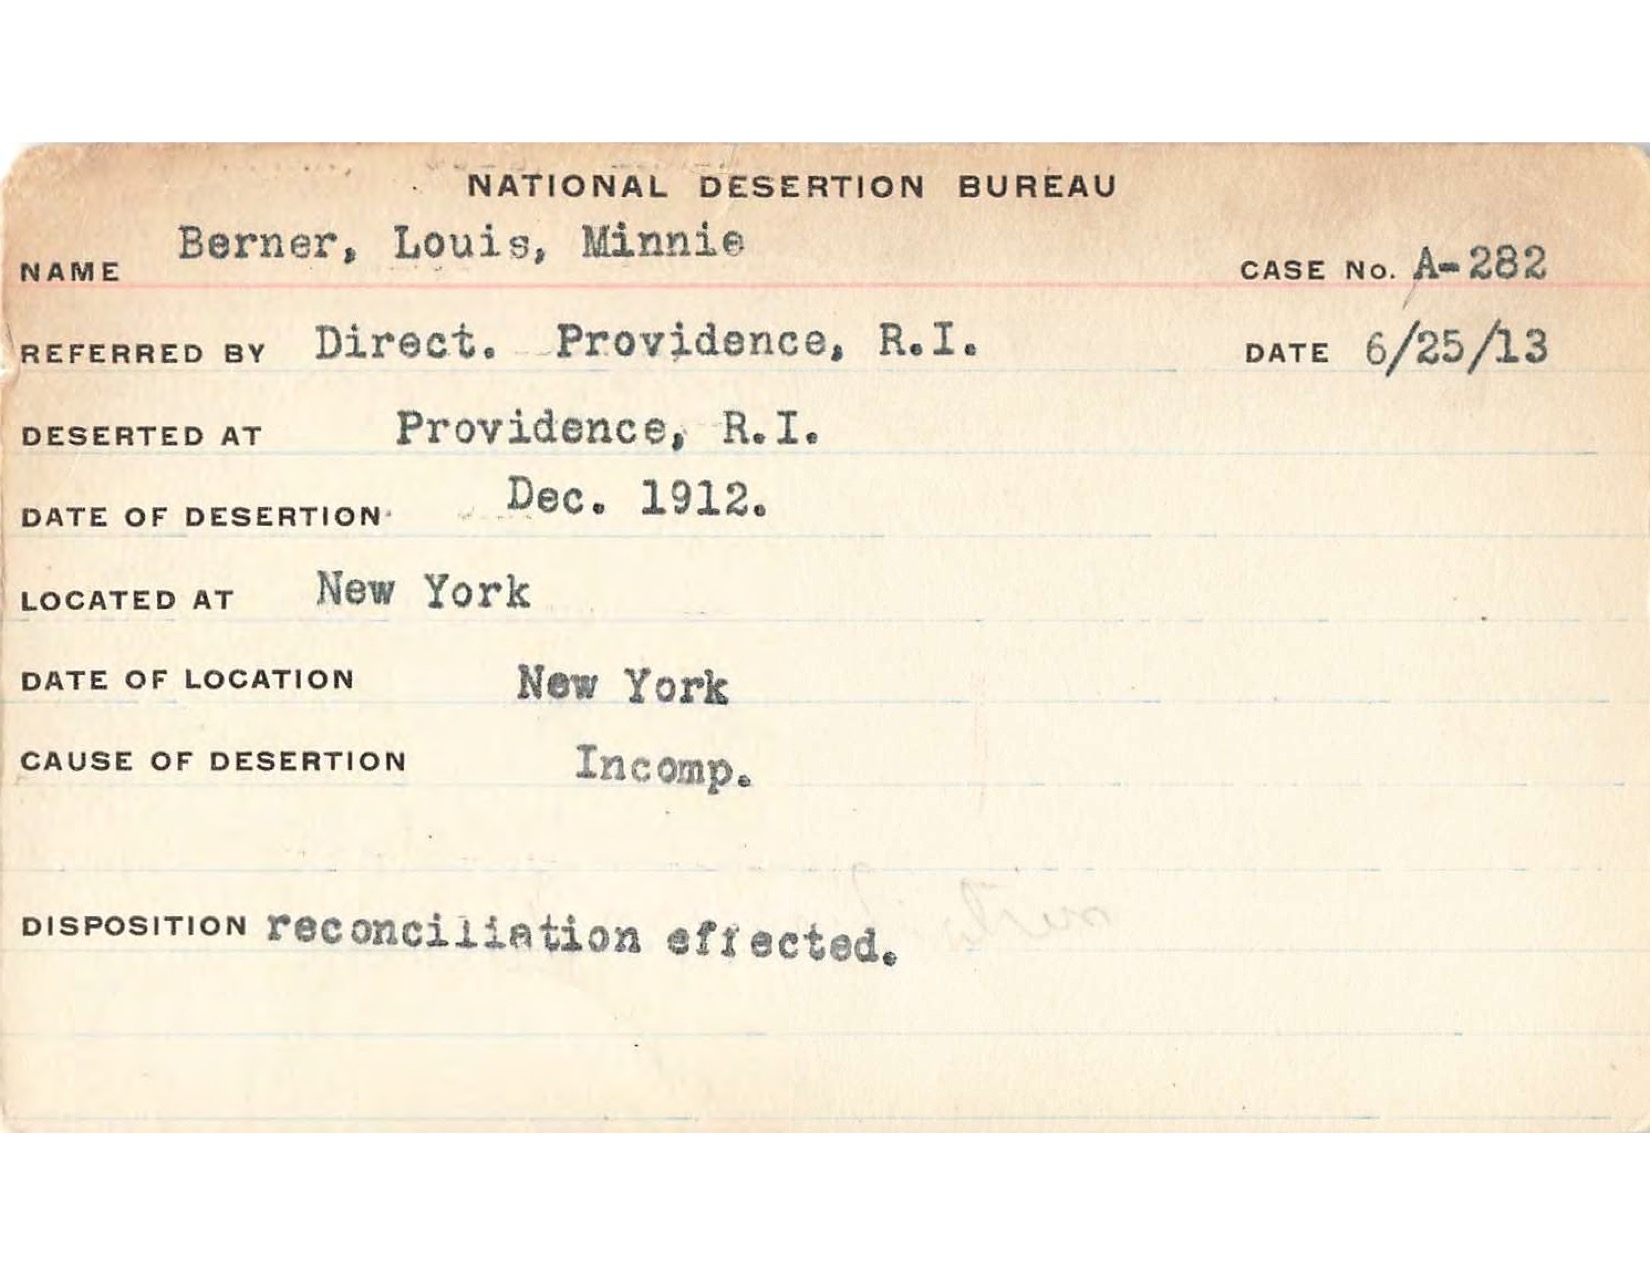 NATIONAL DESERTION BUREAU
NAME Berner, Louis, Minnie CASE No. A-282
REFERRED BY Direct. Providence, R.I. DATE 6/25/13
DESERTED AT Providence, R.I.
DATE OF DESERTION Dec. 1912.
LOCATED AT New York
DATE OF LOCATION New York
CAUSE OF DESERTION Incomp.
DISPOSITION reconciliation effected.